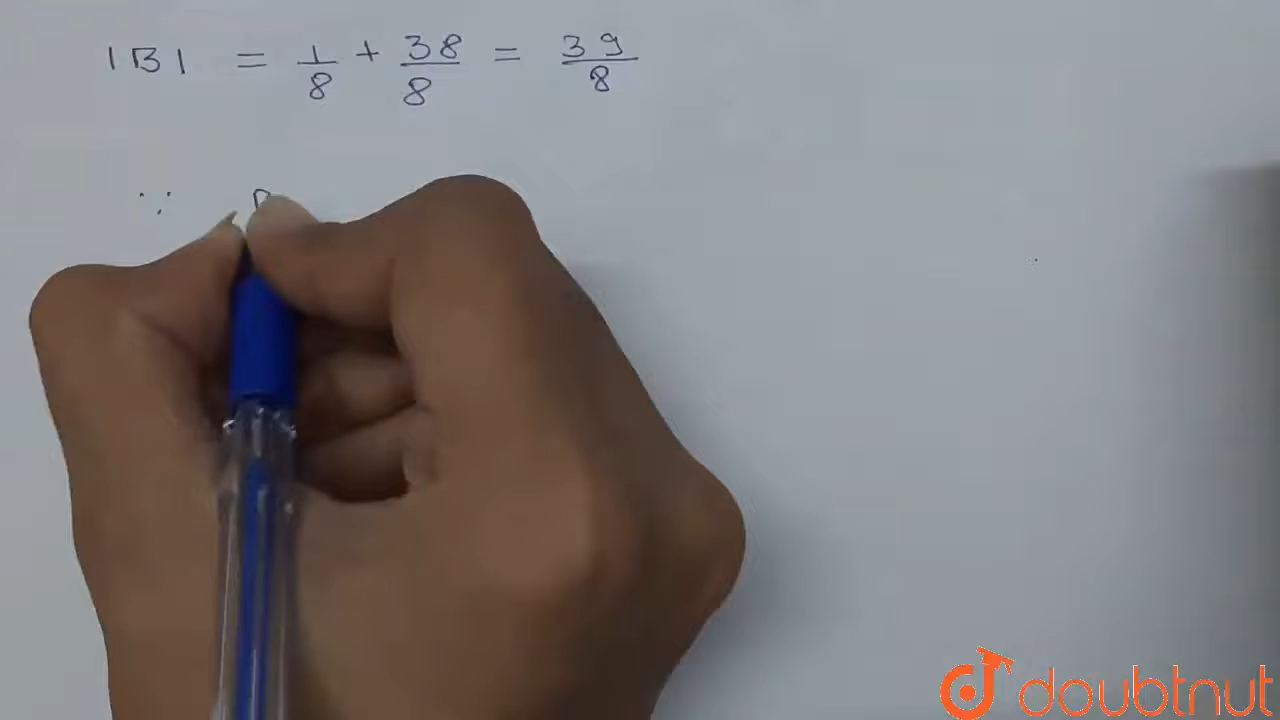 |B| = 1/8 + 38/8 = 39/8
∵
doubtnut